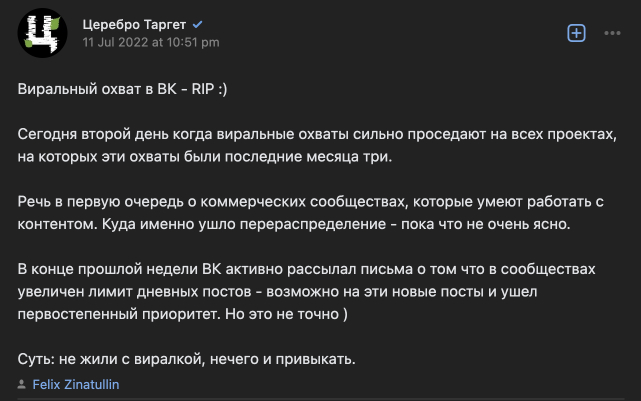 Церебро Таргет
11 Jul 2022 at 10:51 pm
Виральный охват в ВК - RIP :)
Сегодня второй день когда виральные охваты сильно проседают на всех проектах,
на которых эти охваты были последние месяца три.
Речь в первую очередь о коммерческих сообществах, которые умеют работать с
контентом. Куда именно ушло перераспределение - пока что не очень ясно.
В конце прошлой недели ВК активно рассылал письма о том что в сообществах
увеличен лимит дневных постов - возможно на эти новые посты и ушел
первостепенный приоритет. Но это не точно )
Суть: не жили с виралкой, нечего и привыкать.
Felix Zinatullin